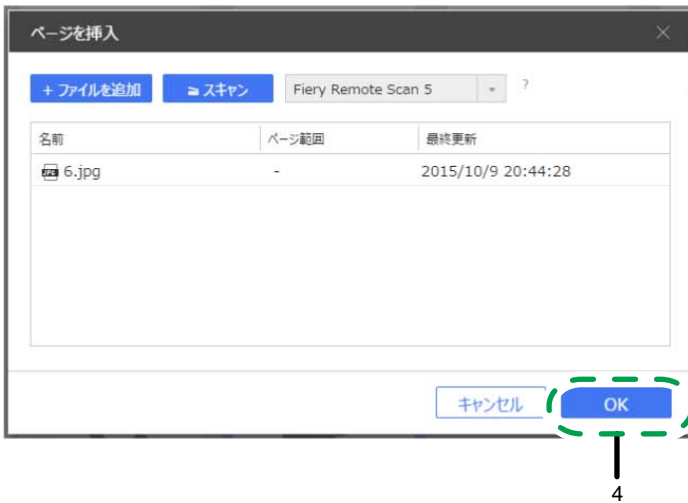 ページを挿入
+ ファイルを追加 スキャン Fiery Remote Scan 5 ?
名前 ページ範囲 最終更新
JPG 6.jpg - 2015/10/9 20:44:28
キャンセル OK
4